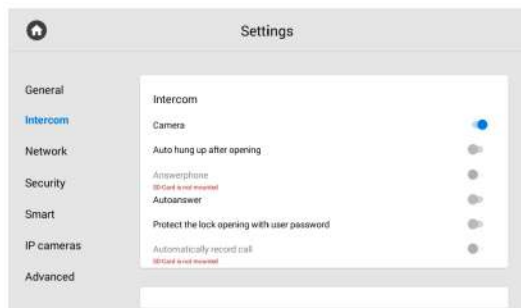 Settings
General
Intercom
Network
Security
Smart
IP cameras
Advanced
Intercom
Camera
Auto hung up after opening
Answerphone
SD Card is not mounted
Autoanswer
Protect the lock opening with user password
Automatically record call
SD Card is not mounted